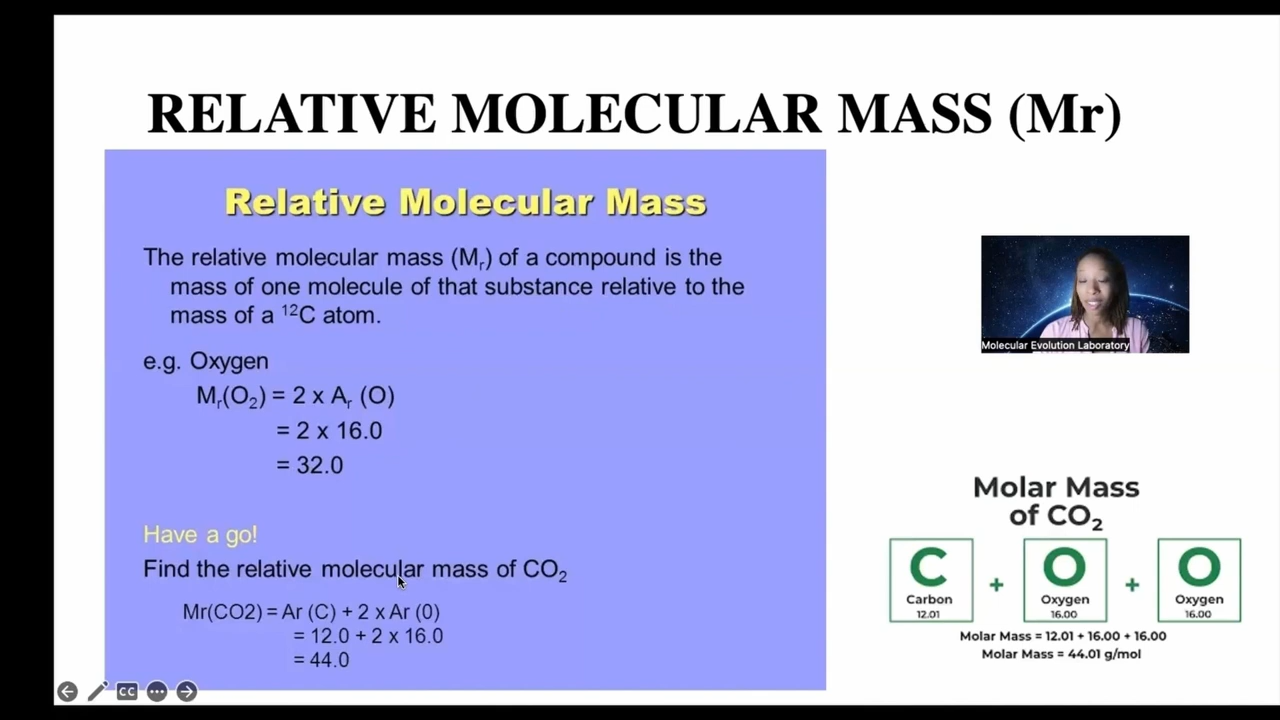 RELATIVE MOLECULAR MASS (Mr)
Relative Molecular Mass
The relative molecular mass (Mr) of a compound is the
mass of one molecule of that substance relative to the
mass of a ¹²C atom.
e.g. Oxygen
Mr(O₂) = 2 x Ar (O)
= 2 x 16.0
= 32.0
Have a go!
Find the relative molecular mass of CO₂
Mr(CO2) = Ar (C) + 2 x Ar (0)
= 12.0 + 2 x 16.0
= 44.0
CC
Molecular Evolution Laboratory
Molar Mass
of CO₂
C + O + O
Carbon Oxygen Oxygen
12.01 16.00 16.00
Molar Mass = 12.01 + 16.00 + 16.00
Molar Mass = 44.01 g/mol